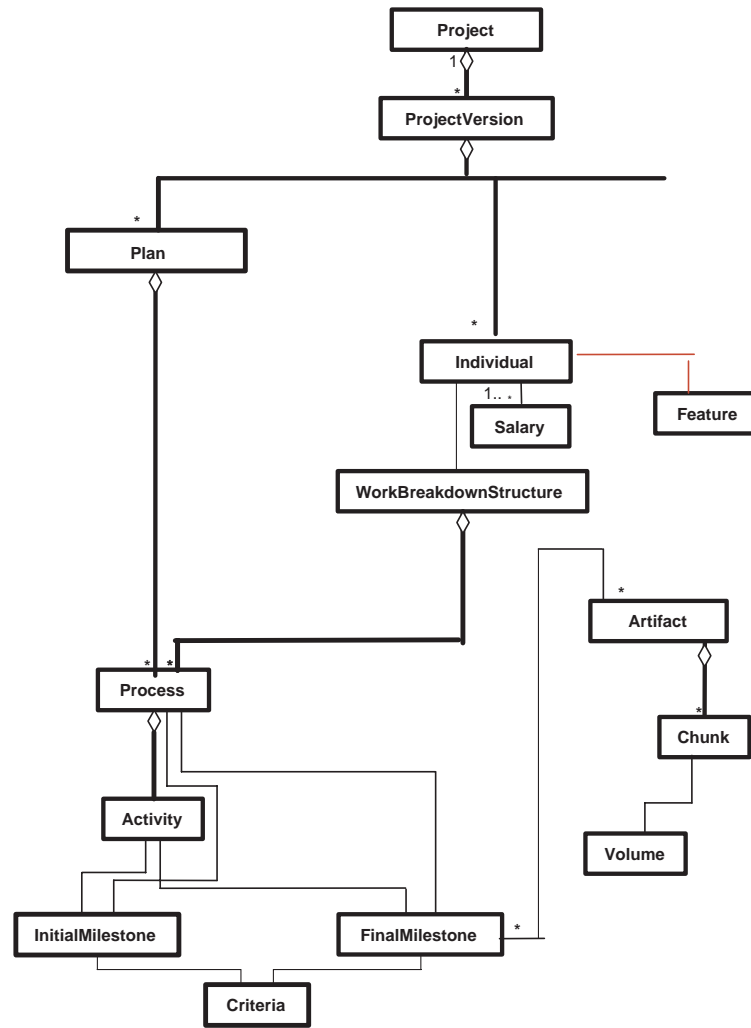 Project
1
*
ProjectVersion
*
Plan
*
Individual
1.. *
Salary
Feature
WorkBreakdownStructure
*
Artifact
* *
Process
*
Chunk
Activity
Volume
InitialMilestone
FinalMilestone
*
Criteria